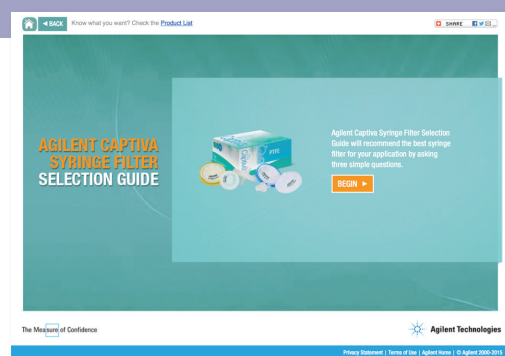 ◄ BACK Know what you want? Check the Product List
SHARE
AGILENT CAPTIVA
SYRINGE FILTER
SELECTION GUIDE
PTFE
Agilent Captiva Syringe Filter Selection
Guide will recommend the best syringe
filter for your application by asking
three simple questions.
BEGIN ►
The Measure of Confidence
Agilent Technologies
Privacy Statement | Terms of Use | Agilent Home | © Agilent 2000-2015